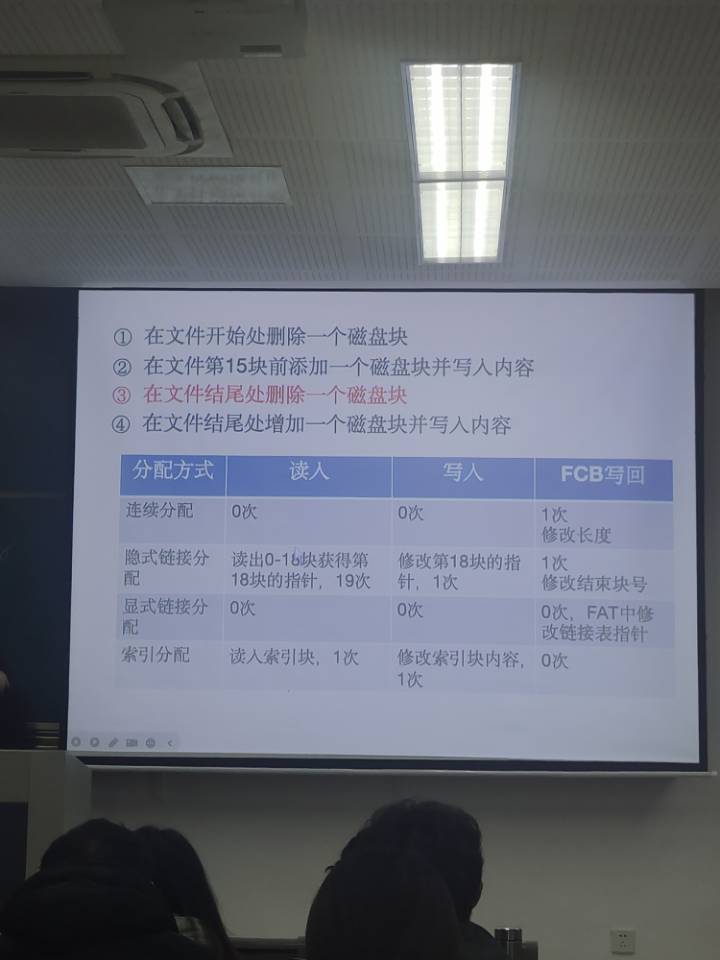 ① 在文件开始处删除一个磁盘块
② 在文件第15块前添加一个磁盘块并写入内容
③ 在文件结尾处删除一个磁盘块
④ 在文件结尾处增加一个磁盘块并写入内容
分配方式 读入 写入 FCB写回
连续分配 0次 0次 1次
修改长度
隐式链接分
配
读出0-18块获得第
18块的指针，19次
修改第18块的指
针，1次
1次
修改结束块号
显式链接分
配
0次
0次
0次，FAT中修
改链接表指针
索引分配
读入索引块，1次
修改索引块内容，
1次
0次